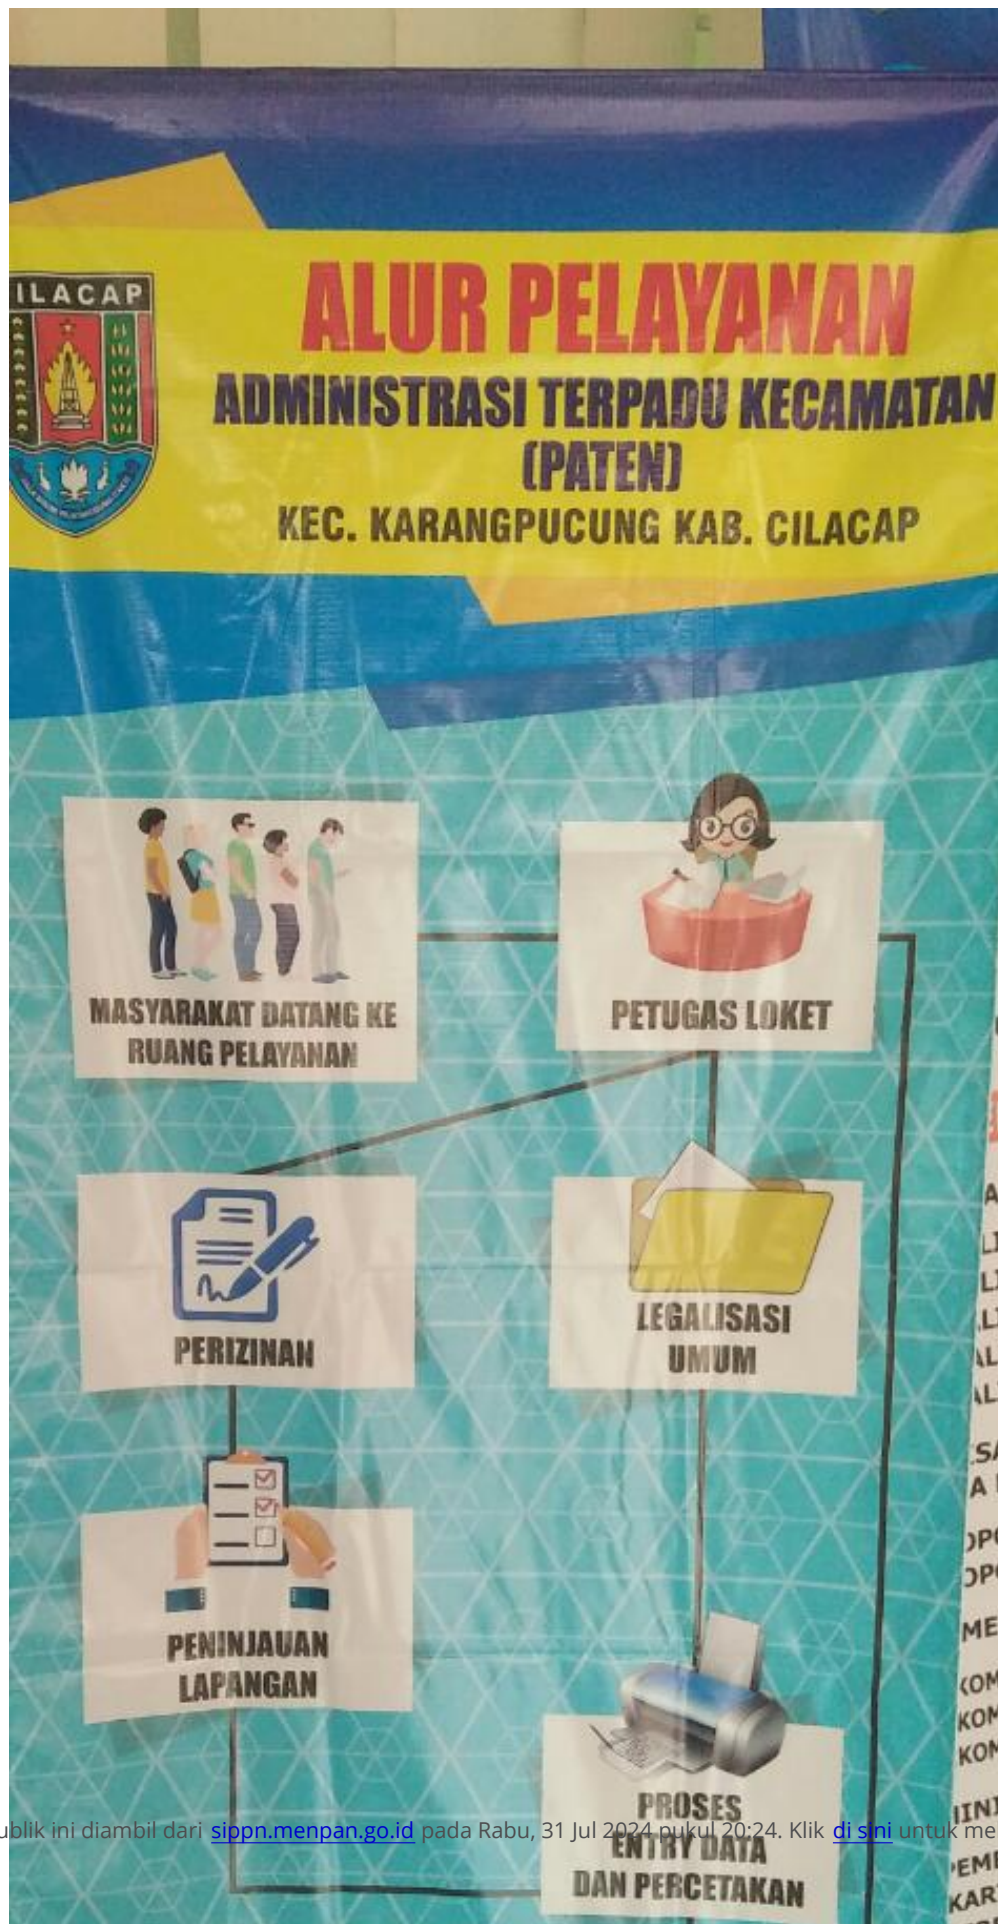 ILACAP
ALUR PELAYANAN
ADMINISTRASI TERPADU KECAMATAN
(PATEN)
KEC. KARANGPUCUNG KAB. CILACAP
MASYARAKAT DATANG KE
RUANG PELAYANAN
PETUGAS LOKET
PERIZINAN
LEGALISASI
UMUM
PENINJAUAN
LAPANGAN
PROSES
ENTRY DATA
DAN PERCETAKAN
ublik ini diambil dari sippn.menpan.go.id pada Rabu, 31 Jul 2024 pukul 20:24. Klik di sini untuk me